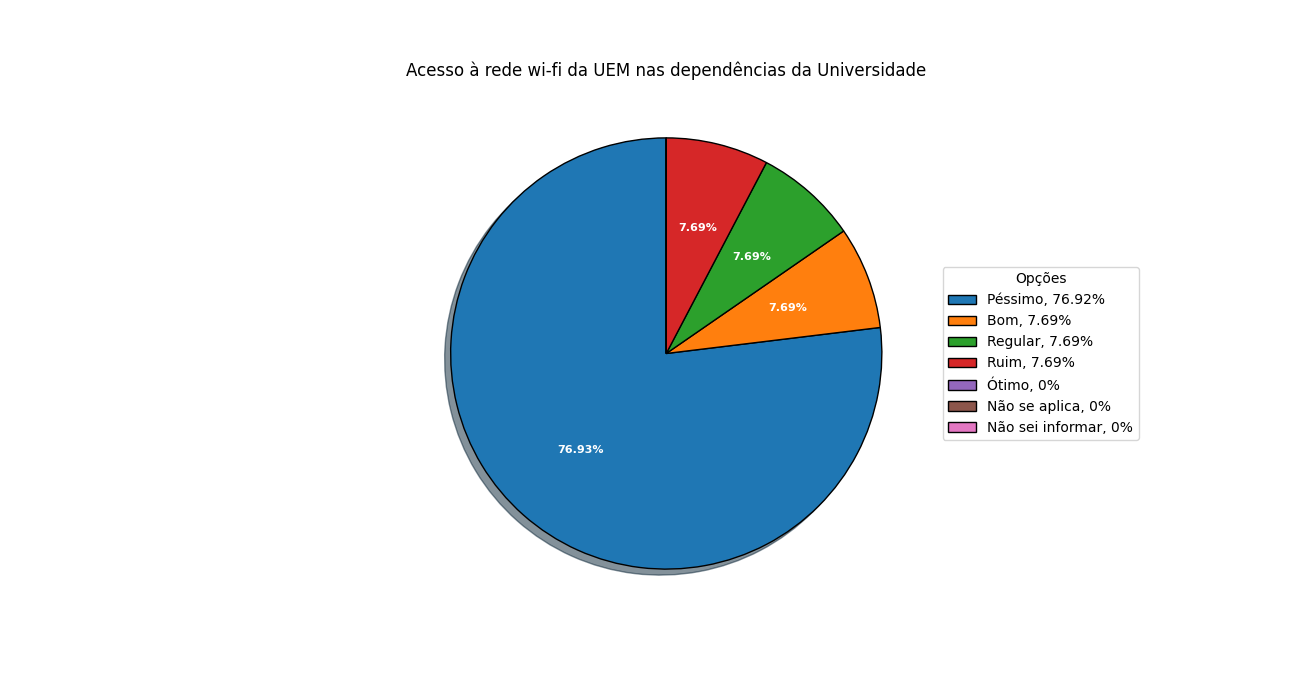 Acesso à rede wi-fi da UEM nas dependências da Universidade
7.69%
7.69%
7.69%
76.93%
Opções
Péssimo, 76.92%
Bom, 7.69%
Regular, 7.69%
Ruim, 7.69%
Ótimo, 0%
Não se aplica, 0%
Não sei informar, 0%